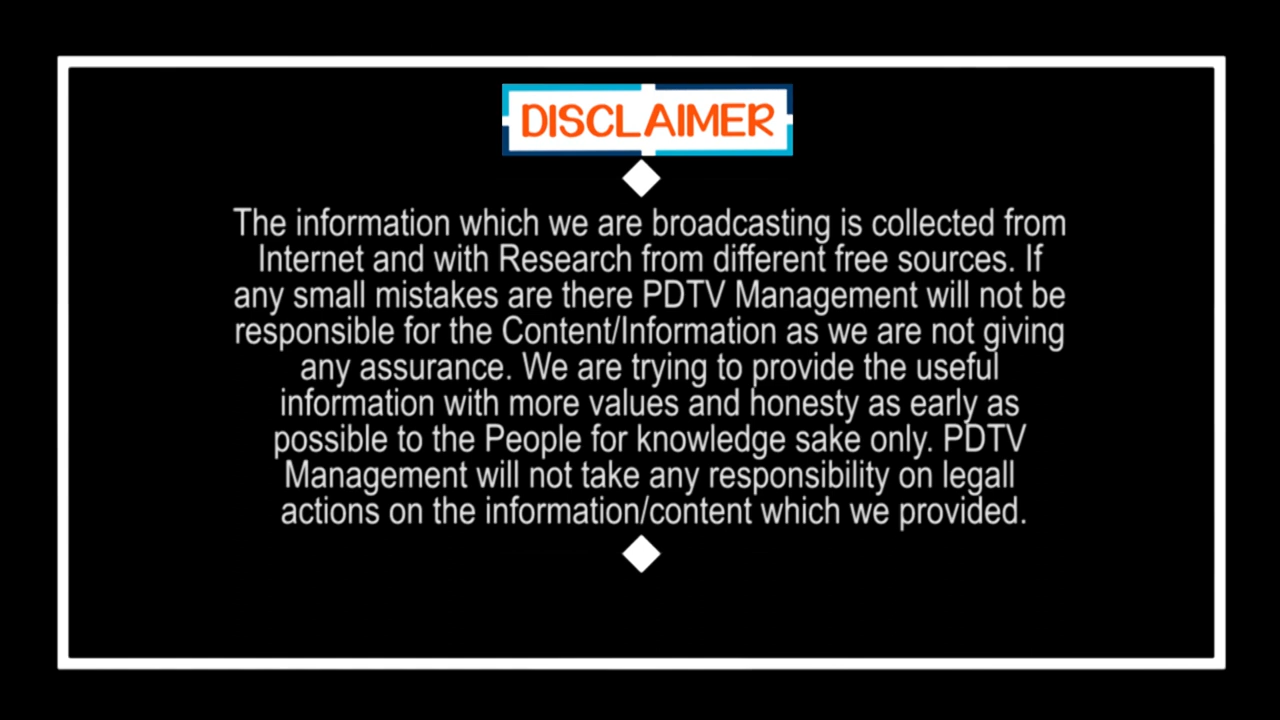 DISCLAIMER
The information which we are broadcasting is collected from
Internet and with Research from different free sources. If
any small mistakes are there PDTV Management will not be
responsible for the Content/Information as we are not giving
any assurance. We are trying to provide the useful
information with more values and honesty as early as
possible to the People for knowledge sake only. PDTV
Management will not take any responsibility on legall
actions on the information/content which we provided.